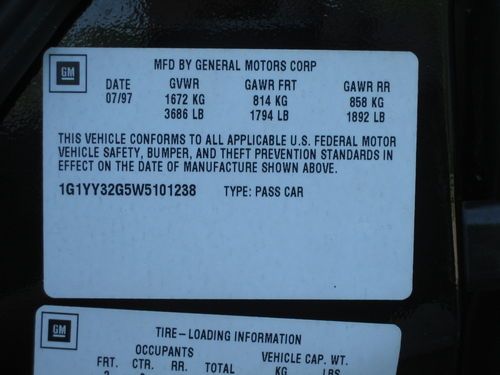 GM
MFD BY GENERAL MOTORS CORP
DATE GVWR GAWR FRT GAWR RR
07/97 1672 KG 814 KG 858 KG
3686 LB 1794 LB 1892 LB
THIS VEHICLE CONFORMS TO ALL APPLICABLE U.S. FEDERAL MOTOR
VEHICLE SAFETY, BUMPER, AND THEFT PREVENTION STANDARDS IN
EFFECT ON THE DATE OF MANUFACTURE SHOWN ABOVE.
1G1YY32G5W5101238 TYPE: PASS CAR
GM
TIRE-LOADING INFORMATION
OCCUPANTS VEHICLE CAP. WT.
FRT. CTR. RR. TOTAL KG LBS